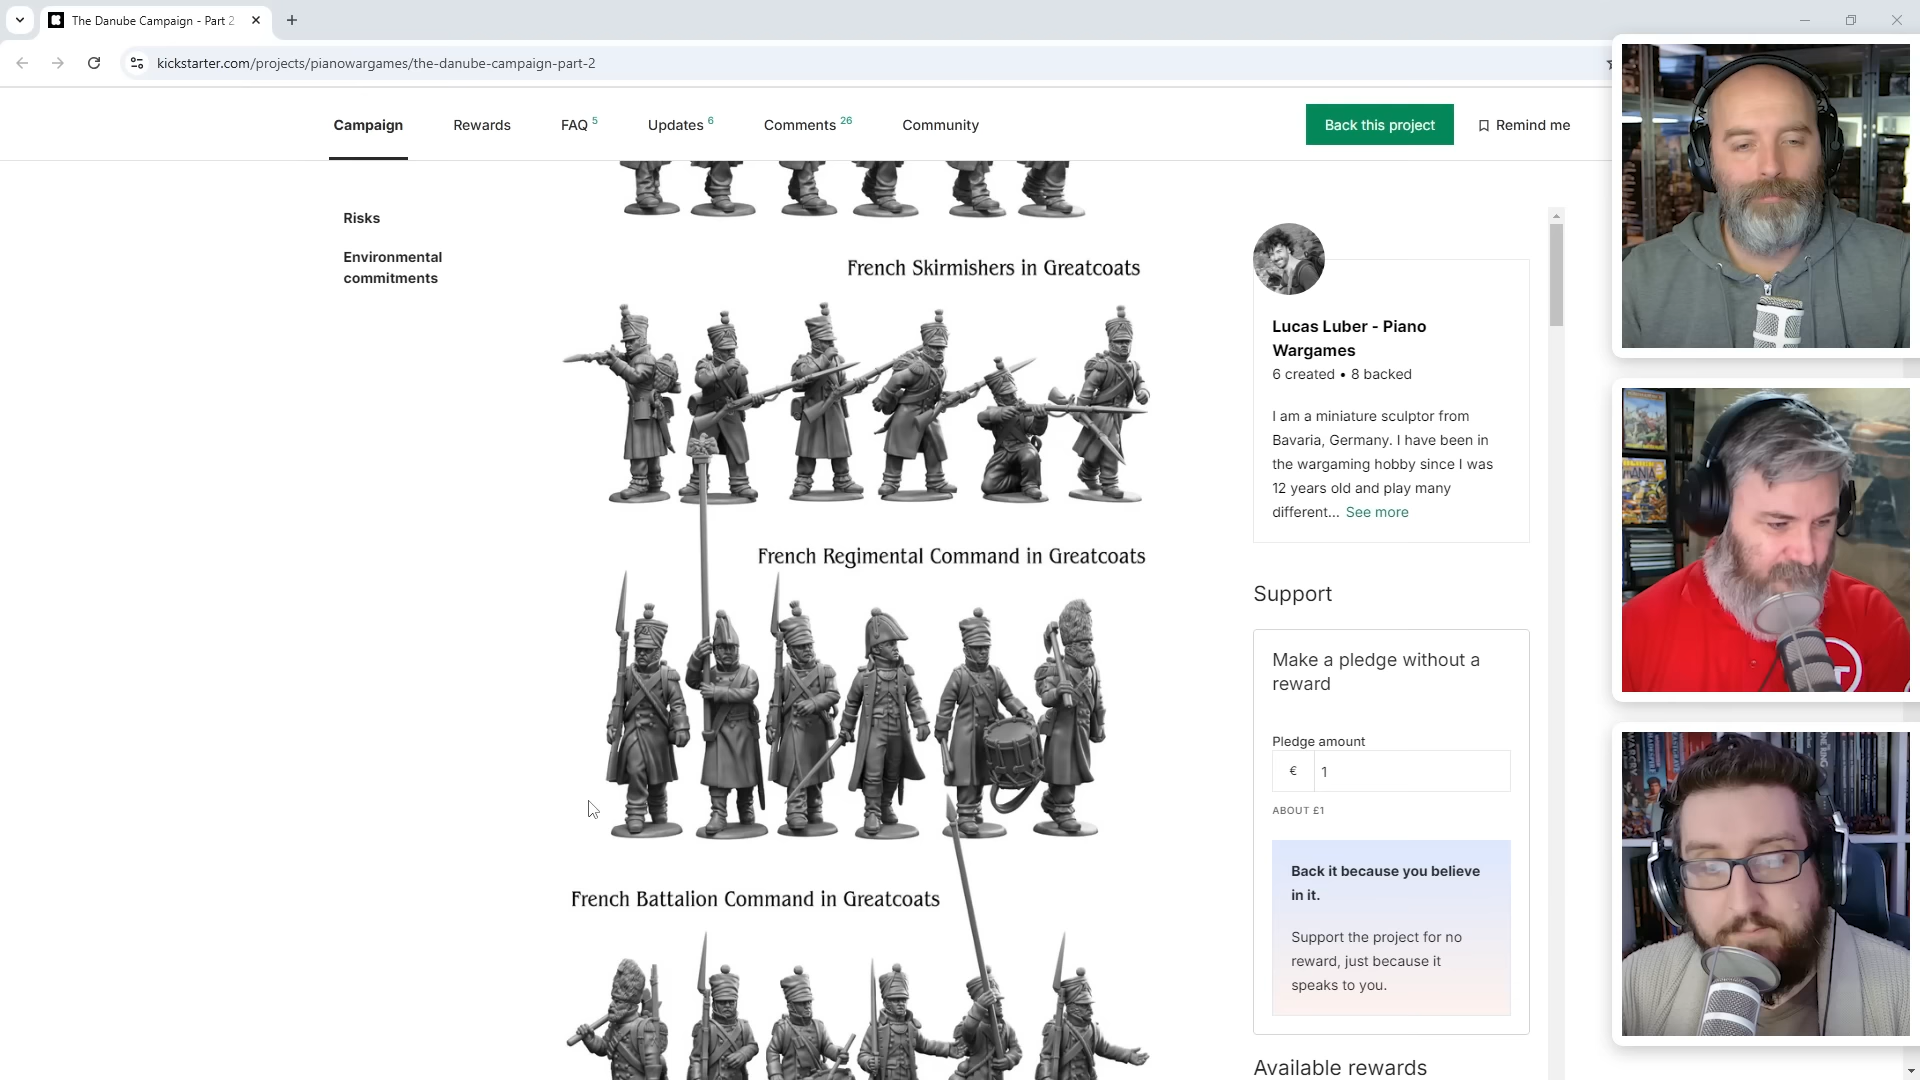 The Danube Campaign - Part 2
kickstarter.com/projects/pianowargames/the-danube-campaign-part-2
Campaign
Rewards
FAQ 5
Updates 6
Comments 26
Community
Back this project
Remind me
Risks
Environmental
commitments
French Skirmishers in Greatcoats
French Regimental Command in Greatcoats
French Battalion Command in Greatcoats
Lucas Luber - Piano
Wargames
6 created • 8 backed
I am a miniature sculptor from
Bavaria, Germany. I have been in
the wargaming hobby since I was
12 years old and play many
different... See more
Support
Make a pledge without a
reward
Pledge amount
€ 1
ABOUT £1
Back it because you believe
in it.
Support the project for no
reward, just because it
speaks to you.
Available rewards